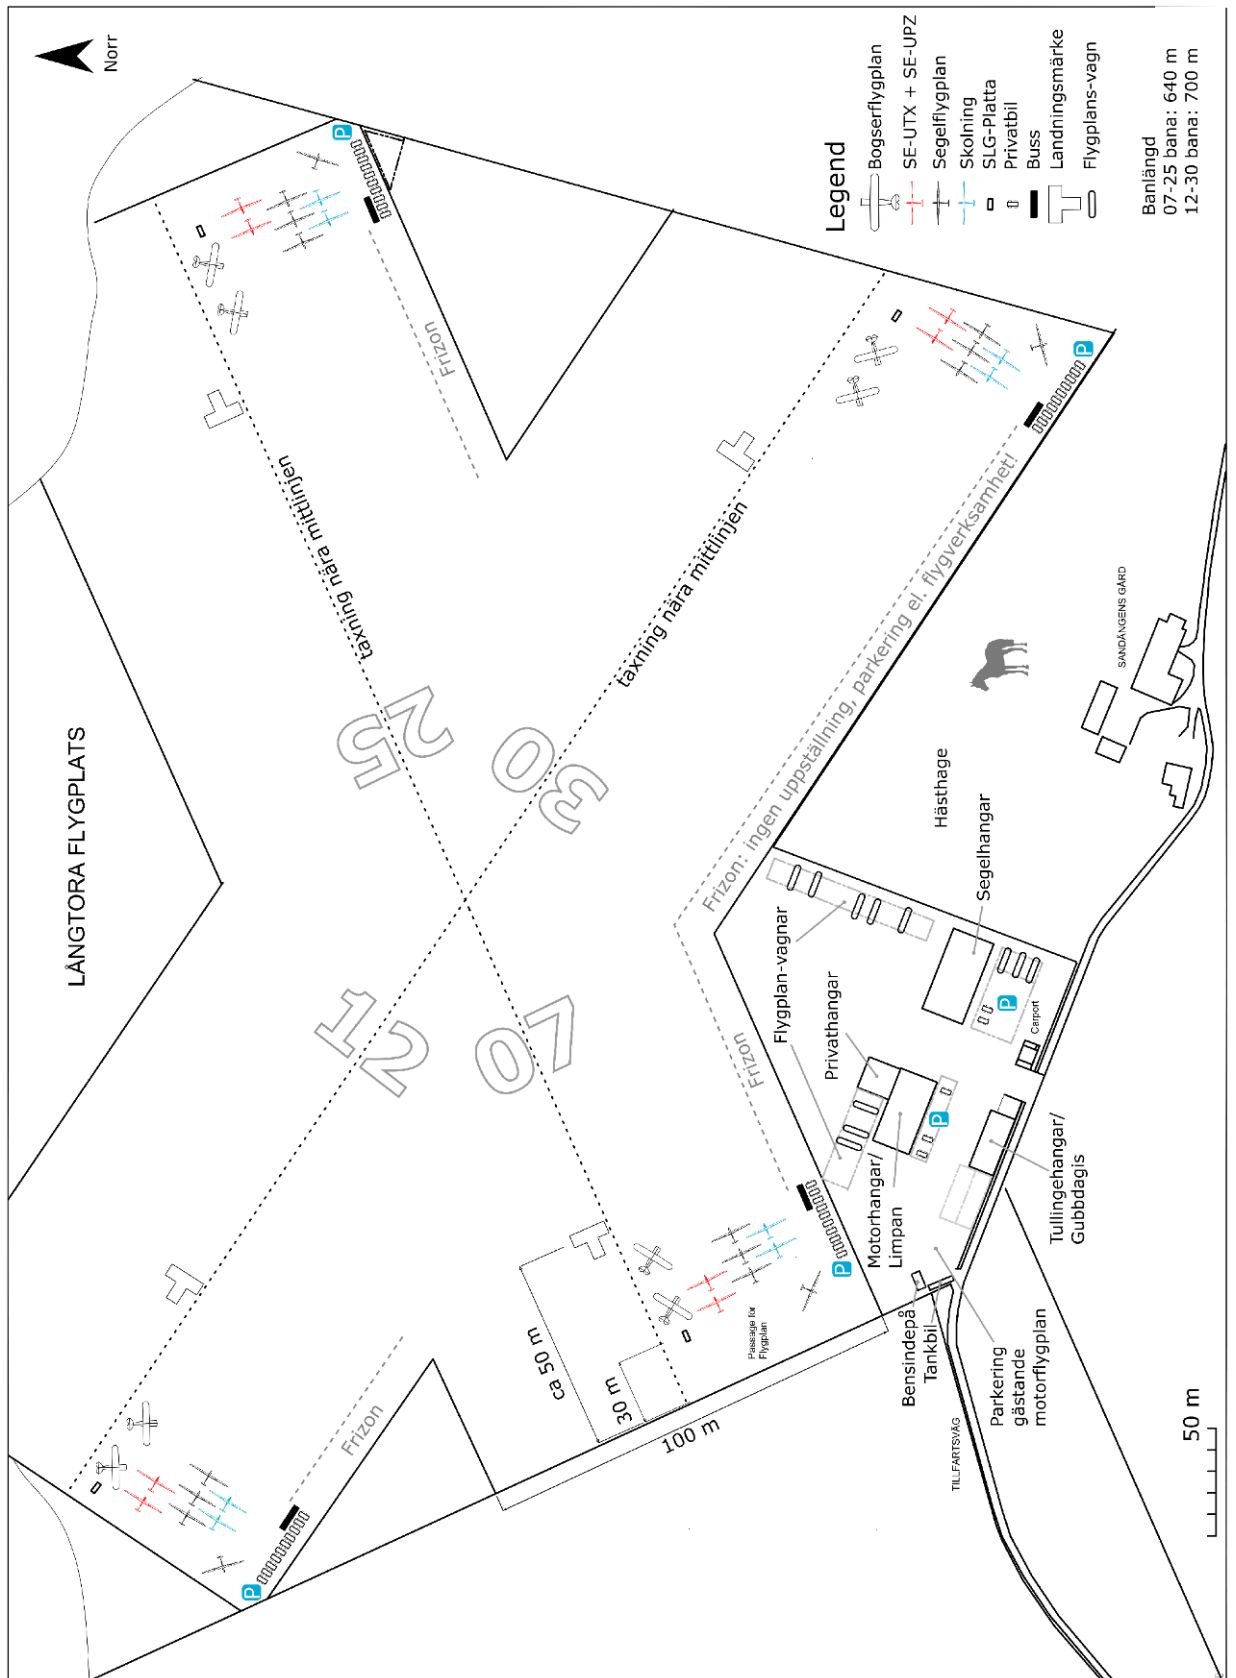 LÅNGTORA FLYGPLATS
Norr
Legend
Bogserflygplan
SE-UTX + SE-UPZ
Segelflygplan
Skolning
SLG-Platta
Privatbil
Buss
Landningsmärke
Flygplans-vagn
Banlängd
07-25 bana: 640 m
12-30 bana: 700 m
P
Frizon
taxning nära mittlinjen
taxning nära mittlinjen
25
30
12
07
P
Frizon: ingen uppställning, parkering el. flygverksamhet!
Frizon
Frizon
P
P
ca 50 m
30 m
100 m
Passage för
Flygplan
Flygplan-vagnar
Privathangar
Motorhangar/
Limpan
P
Segelhangar
P
Carport
Hästhage
SANDÄNGENS GÅRD
Tullingehangar/
Gubbdagis
Bensindepå
Tankbil
Parkering
gästande
motorflygplan
TILLFARTSVÄG
50 m